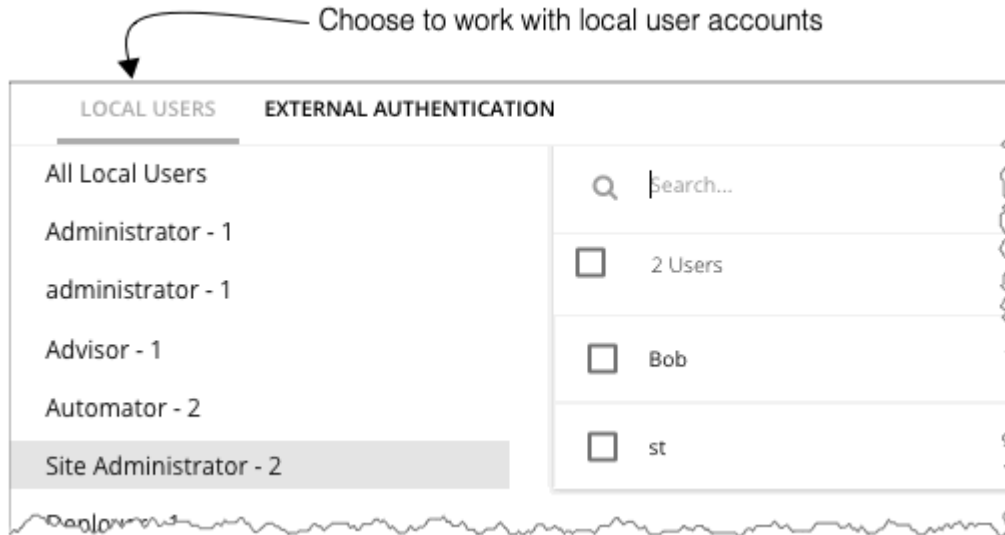 Choose to work with local user accounts
LOCAL USERS EXTERNAL AUTHENTICATION
All Local Users
Administrator - 1
administrator - 1
Advisor - 1
Automator - 2
Site Administrator - 2
Search...
2 Users
Bob
st